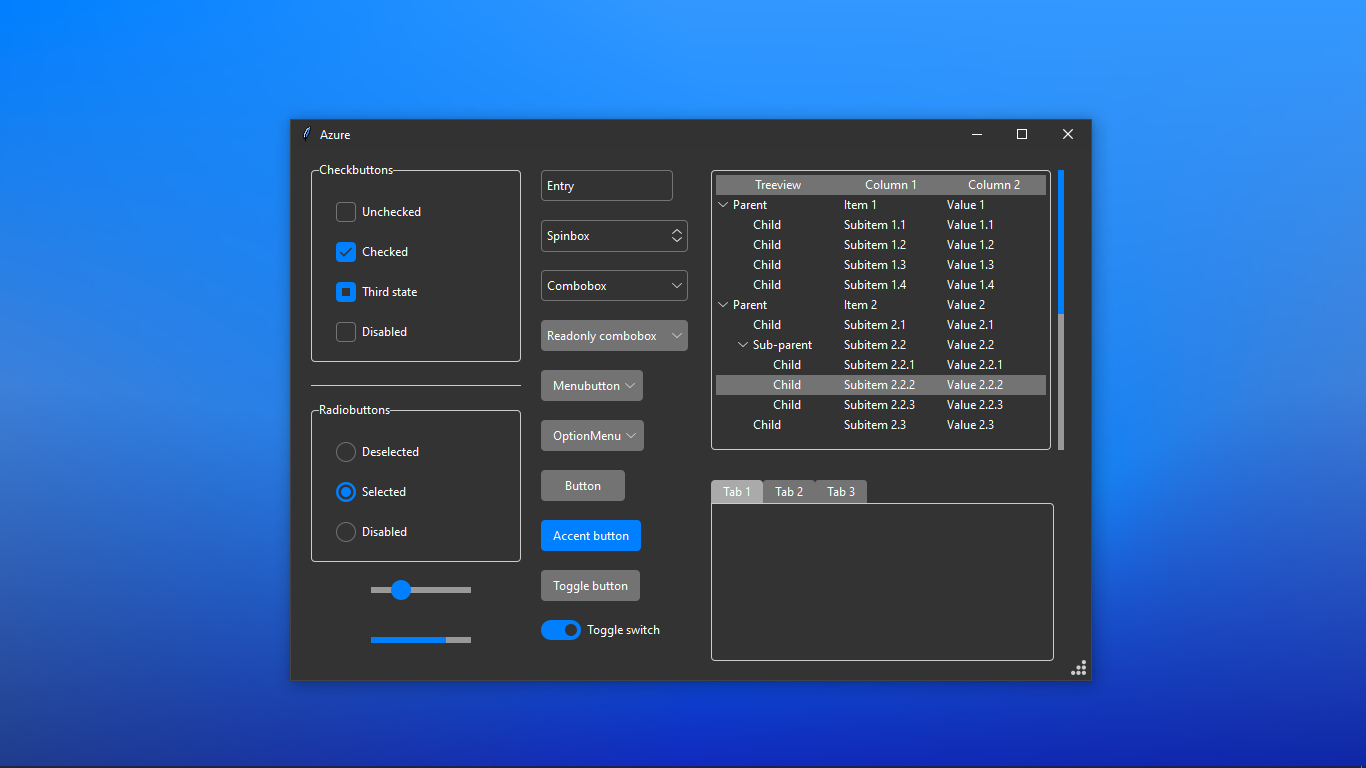 Azure
Checkbuttons
Unchecked
Checked
Third state
Disabled
Radiobuttons
Deselected
Selected
Disabled
Entry
Spinbox
Combobox
Readonly combobox
Menubutton
OptionMenu
Button
Accent button
Toggle button
Toggle switch
Treeview Column 1 Column 2
Parent Item 1 Value 1
Child Subitem 1.1 Value 1.1
Child Subitem 1.2 Value 1.2
Child Subitem 1.3 Value 1.3
Child Subitem 1.4 Value 1.4
Parent Item 2 Value 2
Child Subitem 2.1 Value 2.1
Sub-parent Subitem 2.2 Value 2.2
Child Subitem 2.2.1 Value 2.2.1
Child Subitem 2.2.2 Value 2.2.2
Child Subitem 2.2.3 Value 2.2.3
Child Subitem 2.3 Value 2.3
Tab 1 Tab 2 Tab 3